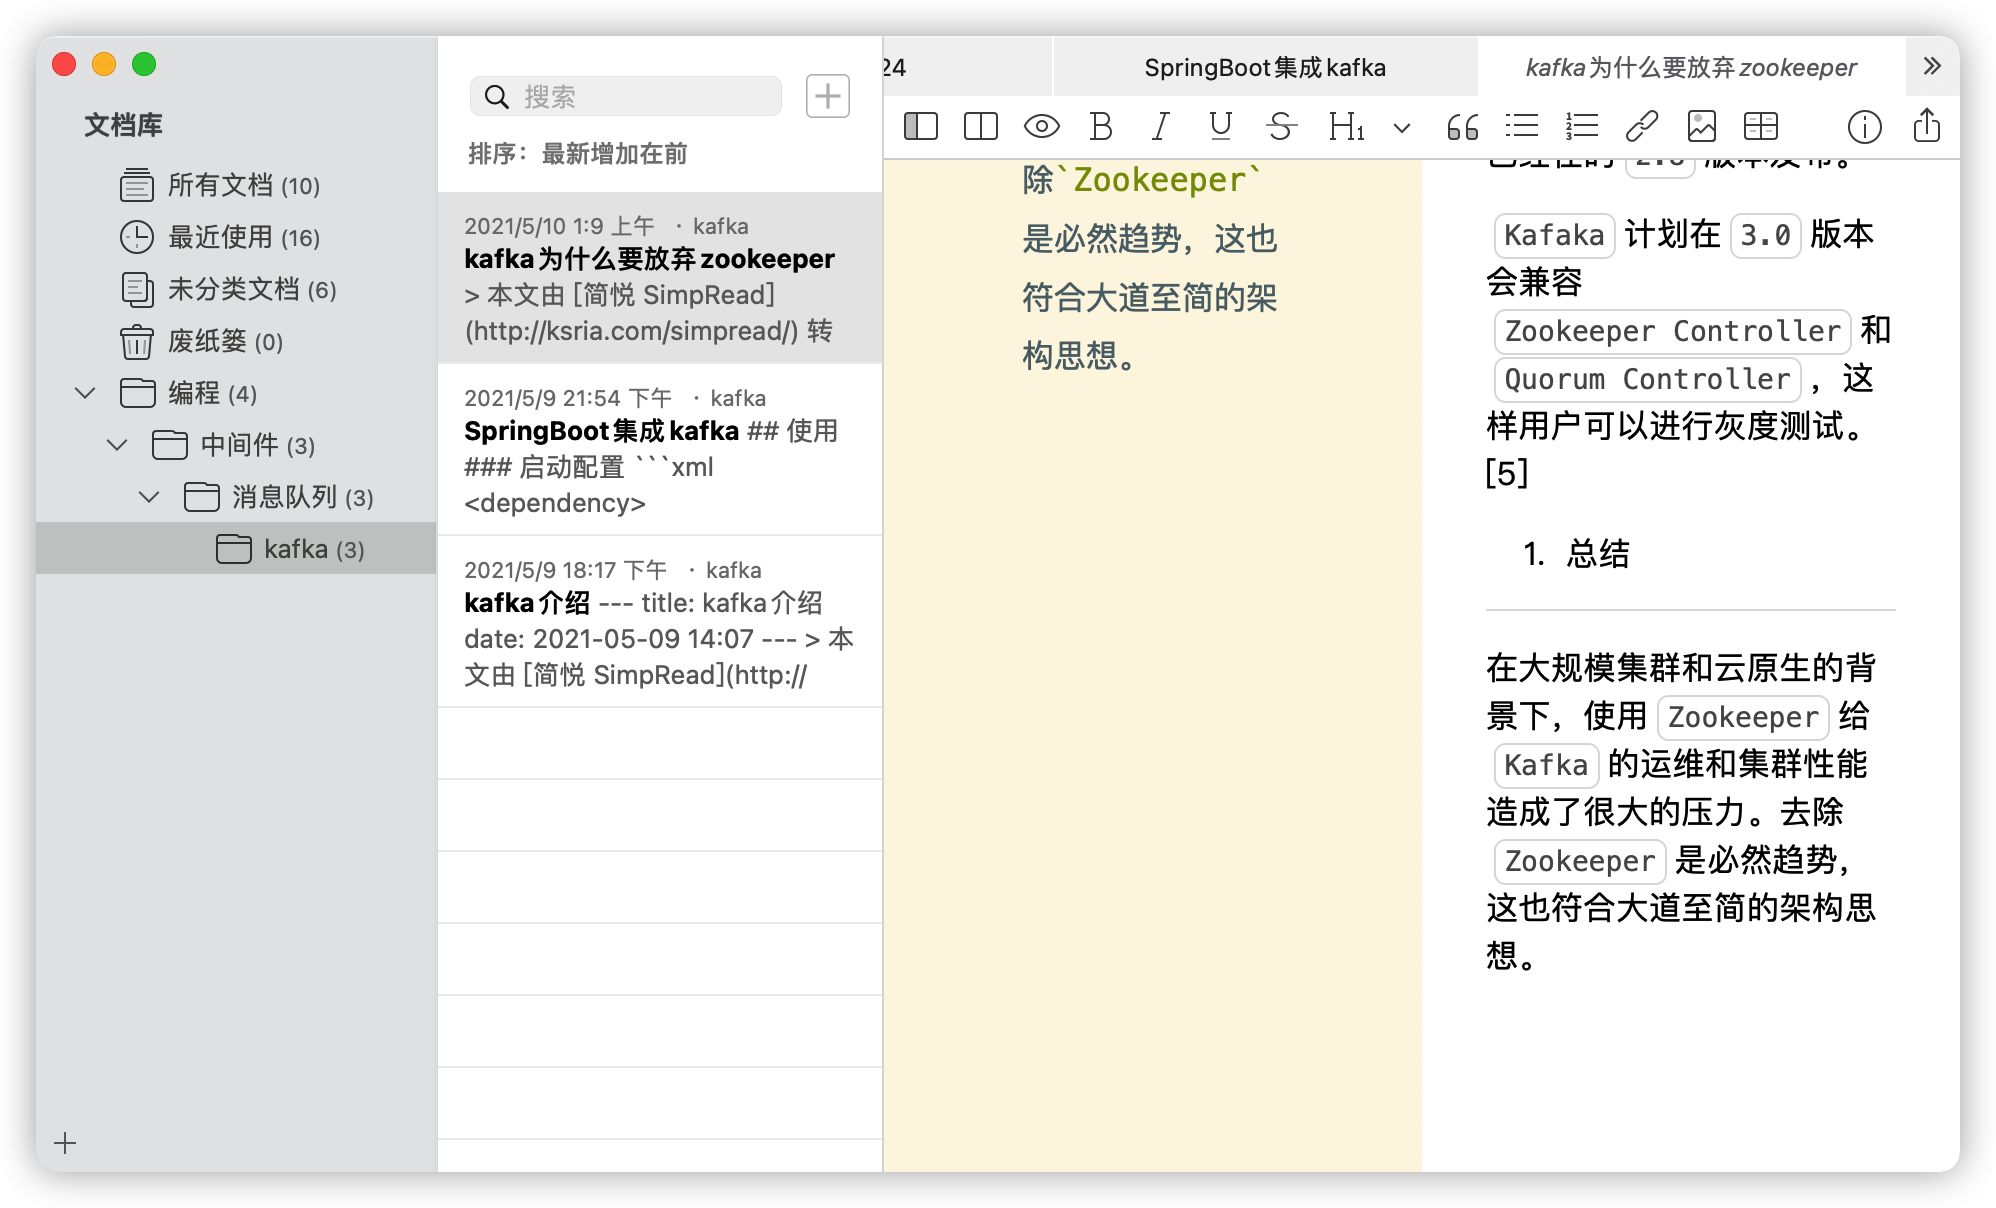 文档库
所有文档 (10)
最近使用 (16)
未分类文档 (6)
废纸篓 (0)
编程 (4)
中间件 (3)
消息队列 (3)
kafka (3)
搜索
排序：最新增加在前
2021/5/10 1:9 上午 · kafka
kafka为什么要放弃zookeeper
> 本文由 [简悦 SimpRead]
(http://ksria.com/simpread/) 转
2021/5/9 21:54 下午 · kafka
SpringBoot集成kafka ## 使用
### 启动配置 ```xml
<dependency>
2021/5/9 18:17 下午 · kafka
kafka介绍 --- title: kafka介绍
date: 2021-05-09 14:07 --- > 本
文由 [简悦 SimpRead](http://
24
SpringBoot集成kafka
kafka为什么要放弃zookeeper
除`Zookeeper`
是必然趋势，这也
符合大道至简的架
构思想。
版本发布。
Kafaka 计划在 3.0 版本
会兼容
Zookeeper Controller 和
Quorum Controller ，这
样用户可以进行灰度测试。
[5]
1. 总结
在大规模集群和云原生的背
景下，使用 Zookeeper 给
Kafka 的运维和集群性能
造成了很大的压力。去除
Zookeeper 是必然趋势，
这也符合大道至简的架构思
想。